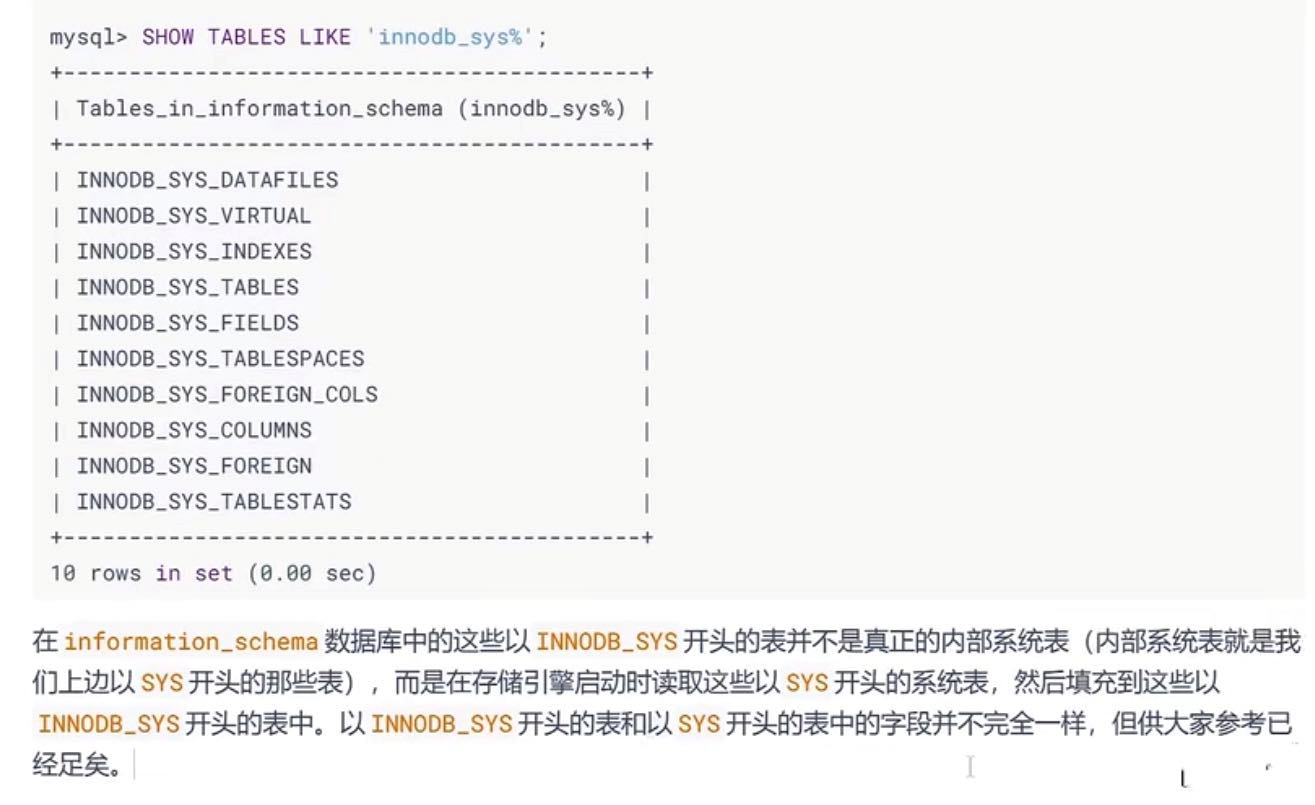 mysql> SHOW TABLES LIKE 'innodb_sys%';
+--------------------------------------------+
| Tables_in_information_schema (innodb_sys%) |
+--------------------------------------------+
| INNODB_SYS_DATAFILES |
| INNODB_SYS_VIRTUAL |
| INNODB_SYS_INDEXES |
| INNODB_SYS_TABLES |
| INNODB_SYS_FIELDS |
| INNODB_SYS_TABLESPACES |
| INNODB_SYS_FOREIGN_COLS |
| INNODB_SYS_COLUMNS |
| INNODB_SYS_FOREIGN |
| INNODB_SYS_TABLESTATS |
+--------------------------------------------+
10 rows in set (0.00 sec)
在 information_schema 数据库中的这些以 INNODB_SYS 开头的表并不是真正的内部系统表（内部系统表就是我
们上边以 SYS 开头的那些表），而是在存储引擎启动时读取这些以 SYS 开头的系统表，然后填充到这些以
INNODB_SYS 开头的表中。以 INNODB_SYS 开头的表和以 SYS 开头的表中的字段并不完全一样，但供大家参考已
经足矣。